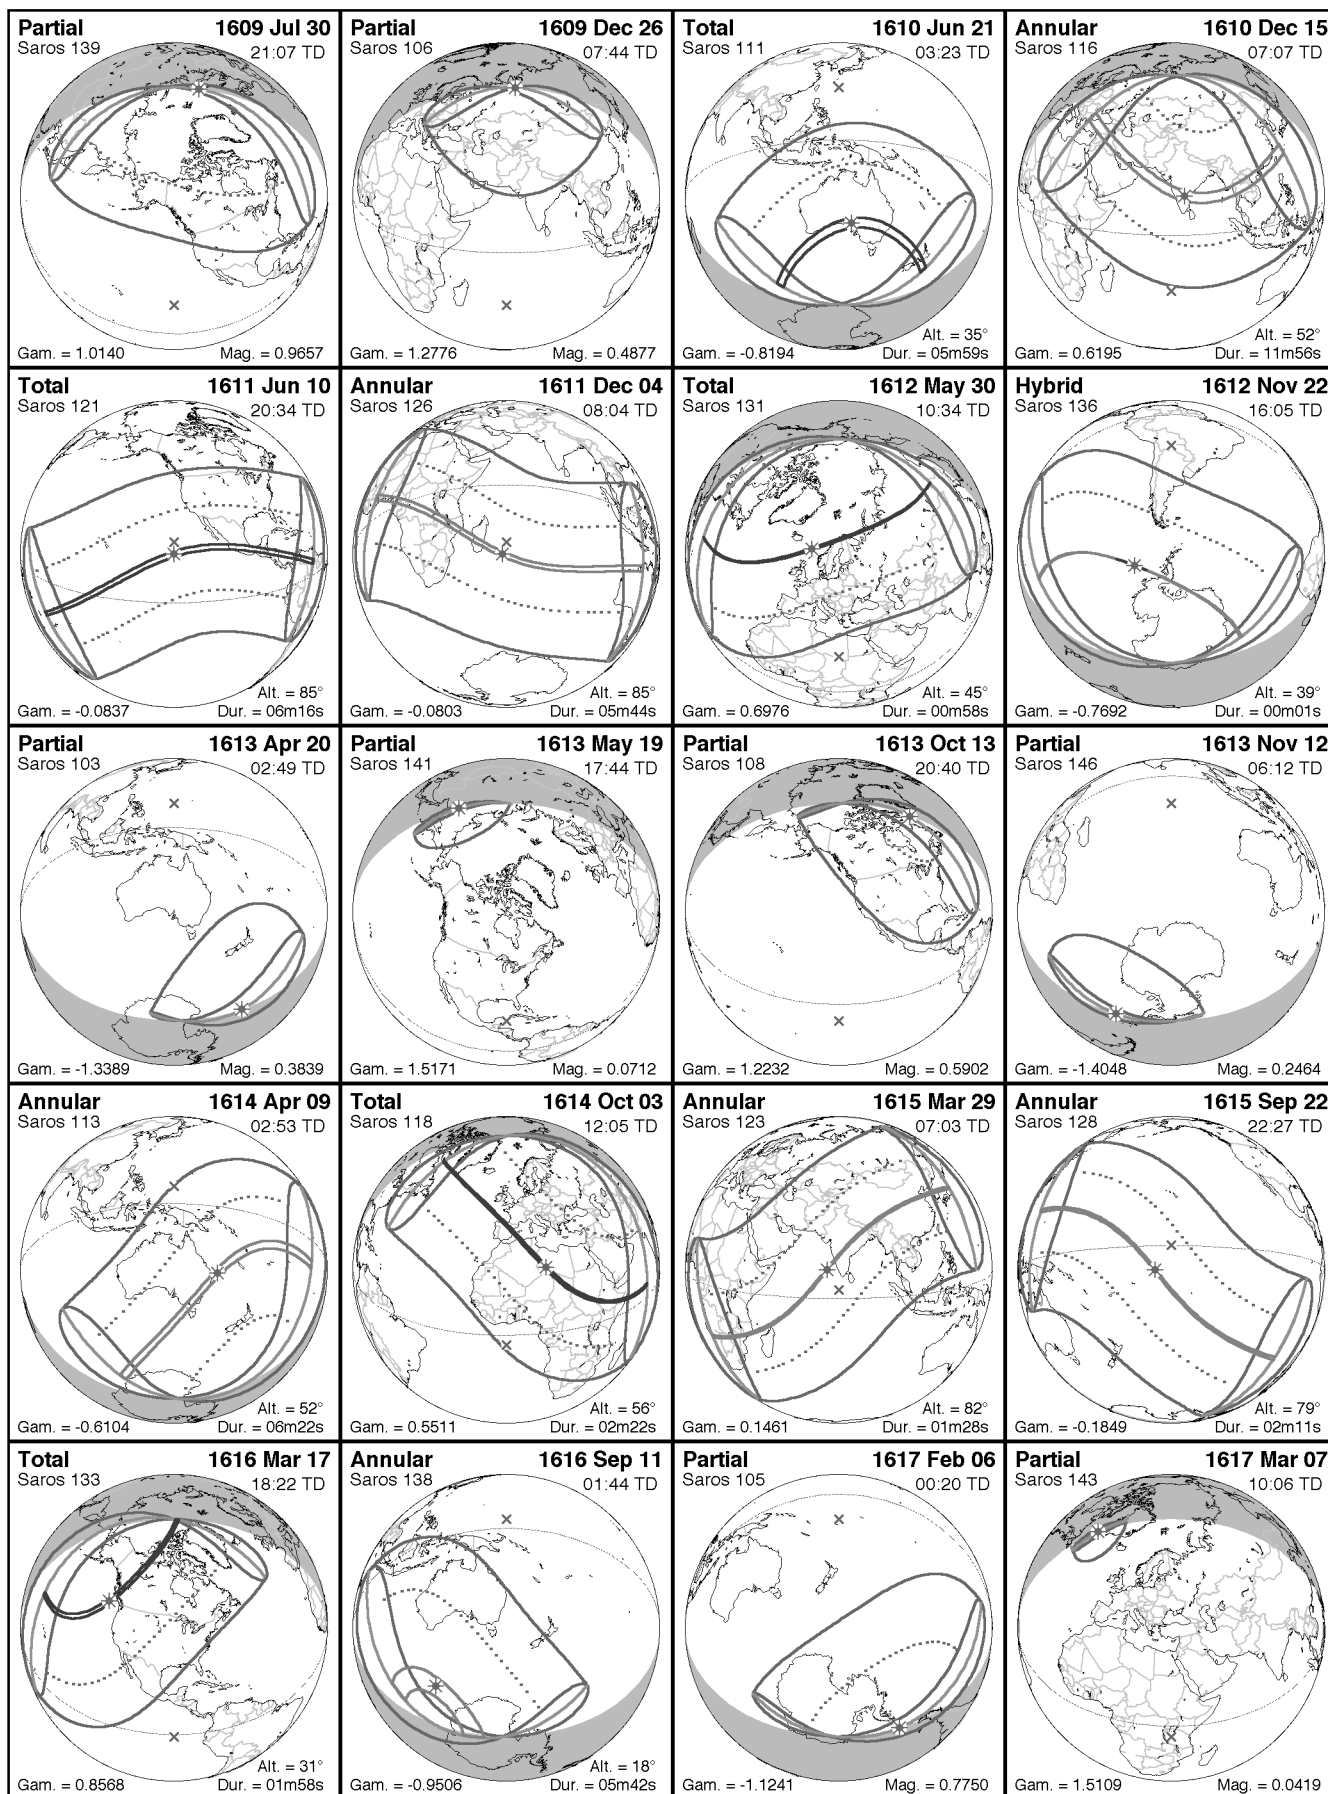 Partial 1609 Jul 30
Saros 139 21:07 TD
Gam. = 1.0140 Mag. = 0.9657
Partial 1609 Dec 26
Saros 106 07:44 TD
Gam. = 1.2776 Mag. = 0.4877
Total 1610 Jun 21
Saros 111 03:23 TD
Alt. = 35°
Gam. = -0.8194 Dur. = 05m59s
Annular 1610 Dec 15
Saros 116 07:07 TD
Alt. = 52°
Gam. = 0.6195 Dur. = 11m56s
Total 1611 Jun 10
Saros 121 20:34 TD
Alt. = 85°
Gam. = -0.0837 Dur. = 06m16s
Annular 1611 Dec 04
Saros 126 08:04 TD
Alt. = 85°
Gam. = -0.0803 Dur. = 05m44s
Total 1612 May 30
Saros 131 10:34 TD
Alt. = 45°
Gam. = 0.6976 Dur. = 00m58s
Hybrid 1612 Nov 22
Saros 136 16:05 TD
Alt. = 39°
Gam. = -0.7692 Dur. = 00m01s
Partial 1613 Apr 20
Saros 103 02:49 TD
Gam. = -1.3389 Mag. = 0.3839
Partial 1613 May 19
Saros 141 17:44 TD
Gam. = 1.5171 Mag. = 0.0712
Partial 1613 Oct 13
Saros 108 20:40 TD
Gam. = 1.2232 Mag. = 0.5902
Partial 1613 Nov 12
Saros 146 06:12 TD
Gam. = -1.4048 Mag. = 0.2464
Annular 1614 Apr 09
Saros 113 02:53 TD
Alt. = 52°
Gam. = -0.6104 Dur. = 06m22s
Total 1614 Oct 03
Saros 118 12:05 TD
Alt. = 56°
Gam. = 0.5511 Dur. = 02m22s
Annular 1615 Mar 29
Saros 123 07:03 TD
Alt. = 82°
Gam. = 0.1461 Dur. = 01m28s
Annular 1615 Sep 22
Saros 128 22:27 TD
Alt. = 79°
Gam. = -0.1849 Dur. = 02m11s
Total 1616 Mar 17
Saros 133 18:22 TD
Alt. = 31°
Gam. = 0.8568 Dur. = 01m58s
Annular 1616 Sep 11
Saros 138 01:44 TD
Alt. = 18°
Gam. = -0.9506 Dur. = 05m42s
Partial 1617 Feb 06
Saros 105 00:20 TD
Gam. = -1.1241 Mag. = 0.7750
Partial 1617 Mar 07
Saros 143 10:06 TD
Gam. = 1.5109 Mag. = 0.0419